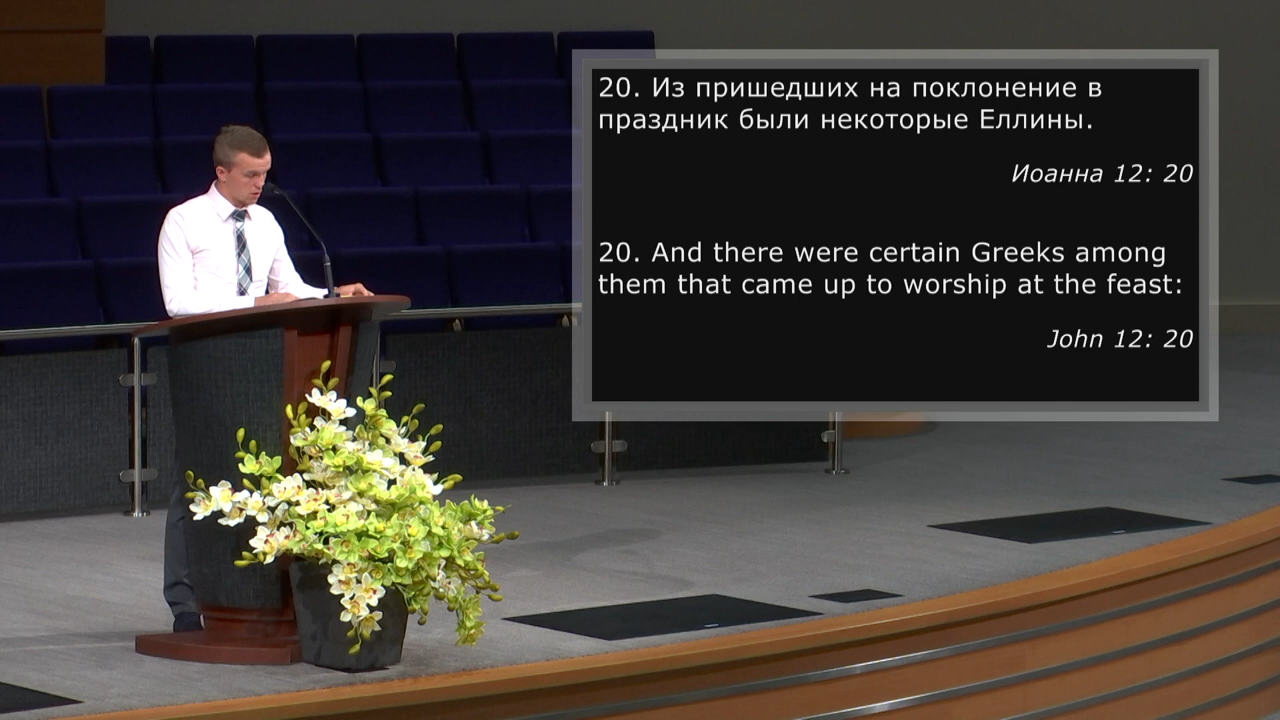 20. Из пришедших на поклонение в
праздник были некоторые Еллины.
Иоанна 12: 20
20. And there were certain Greeks among
them that came up to worship at the feast:
John 12: 20